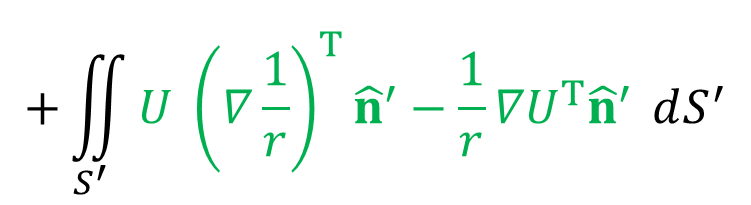 + ∬_{S′} U (∇ 1/r)^T n̂′ − 1/r ∇U^T n̂′ dS′